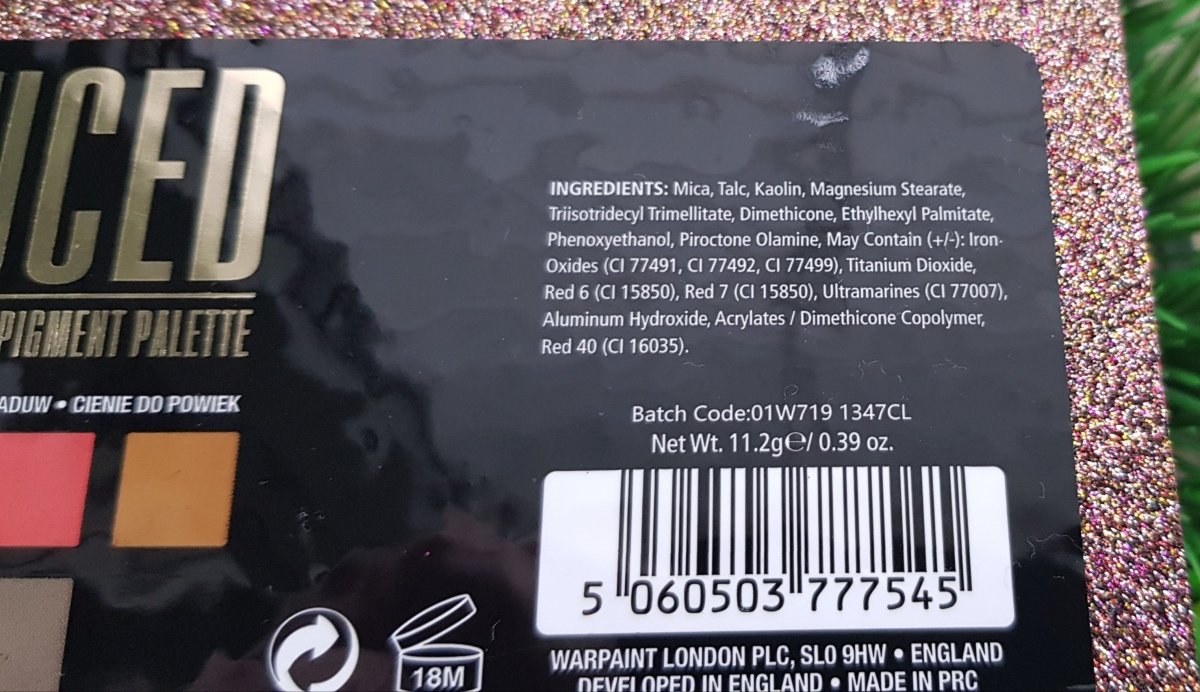 UCED
PIGMENT PALETTE
ADUW • CIENIE DO POWIEK
INGREDIENTS: Mica, Talc, Kaolin, Magnesium Stearate,
Triisotridecyl Trimellitate, Dimethicone, Ethylhexyl Palmitate,
Phenoxyethanol, Piroctone Olamine, May Contain (+/-): Iron-
Oxides (CI 77491, CI 77492, CI 77499), Titanium Dioxide,
Red 6 (CI 15850), Red 7 (CI 15850), Ultramarines (CI 77007),
Aluminum Hydroxide, Acrylates / Dimethicone Copolymer,
Red 40 (CI 16035).
Batch Code:01W719 1347CL
Net Wt. 11.2g℮/ 0.39 oz.
5 060503 777545
18M
WARPAINT LONDON PLC, SL0 9HW • ENGLAND
DEVELOPED IN ENGLAND • MADE IN PRC